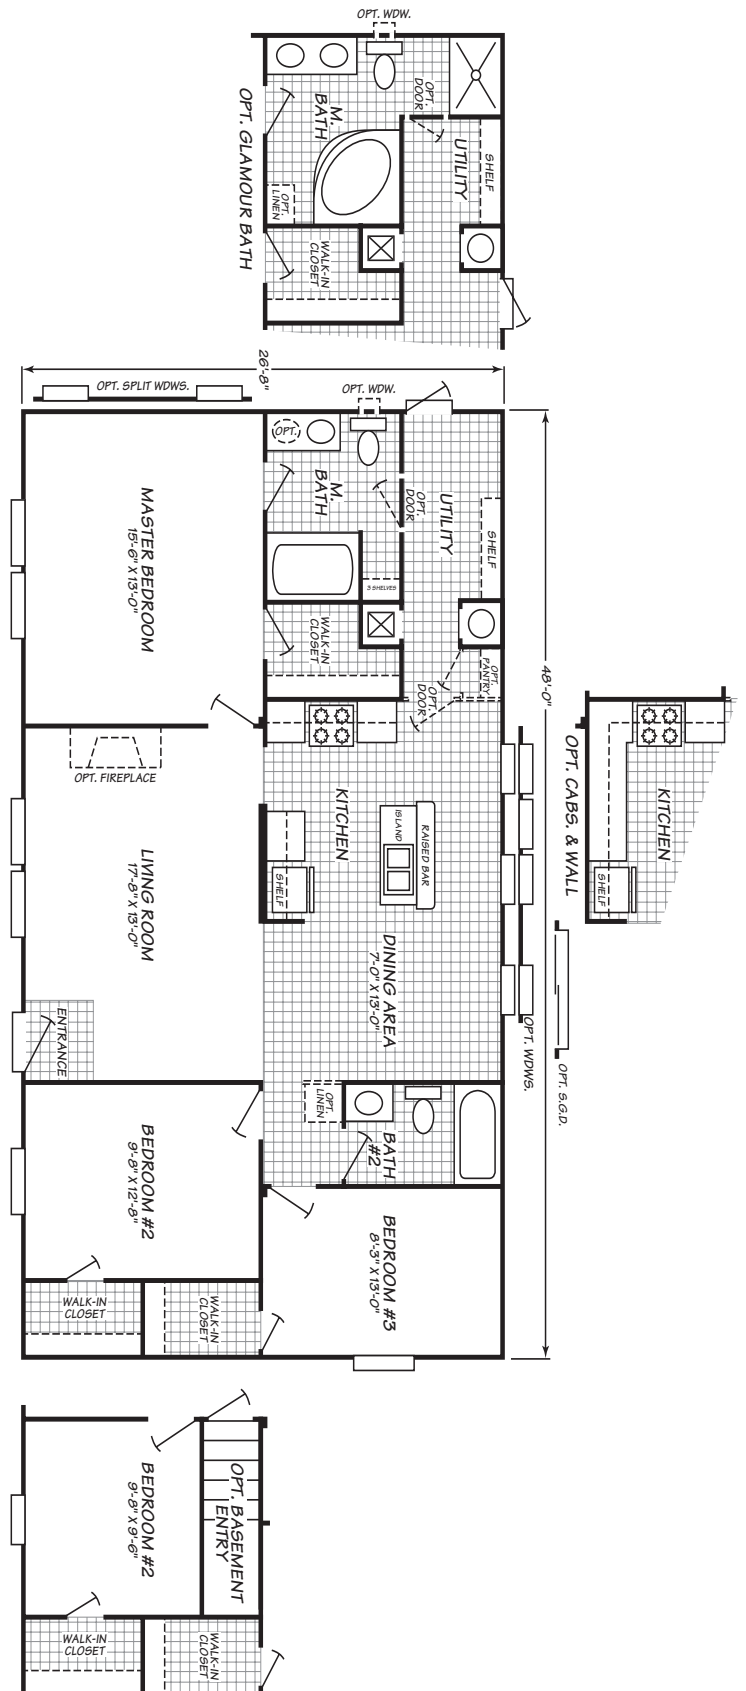 OPT. WDW.
OPT.
DOOR
M.
BATH
UTILITY
SHELF
OPT. GLAMOUR BATH
OPT.
LINEN
WALK-IN
CLOSET
26'-8"
OPT. SPLIT WDWS.
OPT. WDW.
OPT.
M.
BATH
OPT.
DOOR
UTILITY
SHELF
MASTER BEDROOM
15'-6" X 13'-0"
3 SHELVES
WALK-IN
CLOSET
OPT.
PANTRY
OPT.
DOOR
48'-0"
OPT. FIREPLACE
KITCHEN
ISLAND
RAISED BAR
SHELF
OPT. CABS. & WALL
KITCHEN
SHELF
LIVING ROOM
17'-8" X 13'-0"
DINING AREA
7'-0" X 13'-0"
ENTRANCE
OPT. WDWS.
OPT. S.G.D.
OPT.
LINEN
BATH
#2
BEDROOM #2
9'-8" X 12'-8"
BEDROOM #3
8'-3" X 13'-0"
WALK-IN
CLOSET
WALK-IN
CLOSET
BEDROOM #2
9'-8" X 9'-6"
OPT. BASEMENT
ENTRY
WALK-IN
CLOSET
WALK-IN
CLOSET